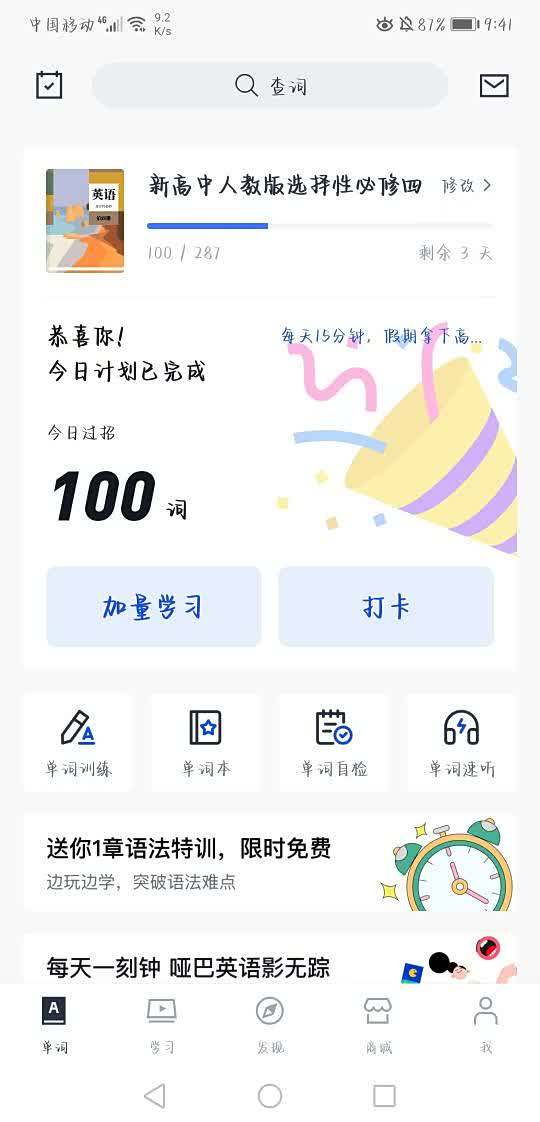 中国移动 4G 9.2 K/s 87% 9:41
查词
英语
新高中人教版选择性必修四 修改
100 / 287 剩余 3 天
恭喜你！
每天15分钟，假期拿下高...
今日计划已完成
今日过招
100 词
加量学习 打卡
单词训练 单词本 单词自检 单词速听
送你1章语法特训，限时免费
边玩边学，突破语法难点
每天一刻钟 哑巴英语影无踪
单词 学习 发现 商城 我